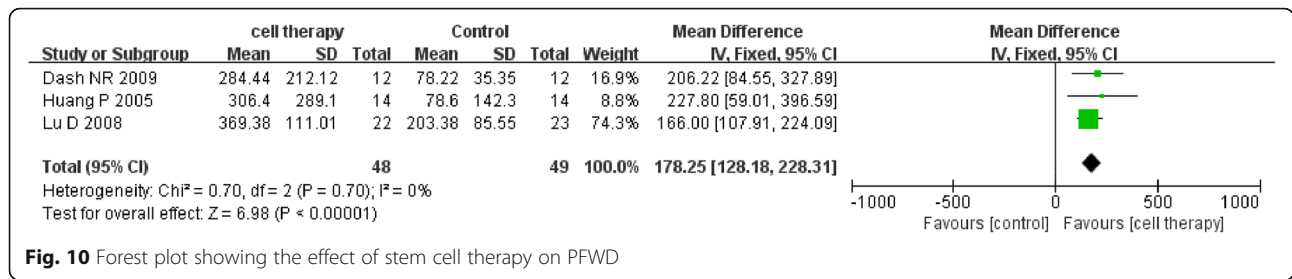 cell therapy Control Mean Difference Mean Difference
Study or Subgroup Mean SD Total Mean SD Total Weight IV, Fixed, 95% CI IV, Fixed, 95% CI
Dash NR 2009 284.44 212.12 12 78.22 35.35 12 16.9% 206.22 [84.55, 327.89]
Huang P 2005 306.4 289.1 14 78.6 142.3 14 8.8% 227.80 [59.01, 396.59]
Lu D 2008 369.38 111.01 22 203.38 85.55 23 74.3% 166.00 [107.91, 224.09]
Total (95% CI) 48 49 100.0% 178.25 [128.18, 228.31]
Heterogeneity: Chi² = 0.70, df = 2 (P = 0.70); I² = 0%
Test for overall effect: Z = 6.98 (P < 0.00001)
-1000 -500 0 500 1000
Favours [control] Favours [cell therapy]
Fig. 10 Forest plot showing the effect of stem cell therapy on PFWD